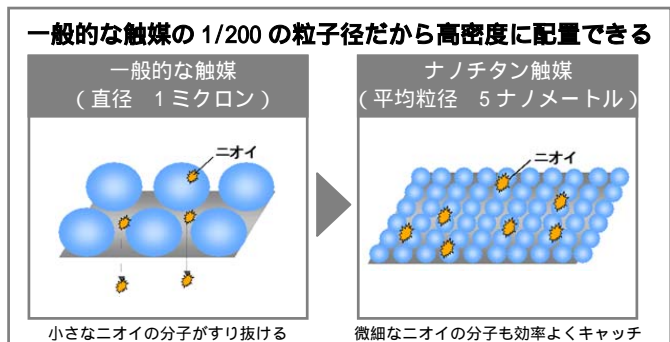 一般的な触媒の 1/200 の粒子径だから高密度に配置できる
一般的な触媒
(直径 1ミクロン)
ニオイ
小さなニオイの分子がすり抜ける
ナノチタン触媒
(平均粒径 5ナノメートル)
ニオイ
微細なニオイの分子も効率よくキャッチ